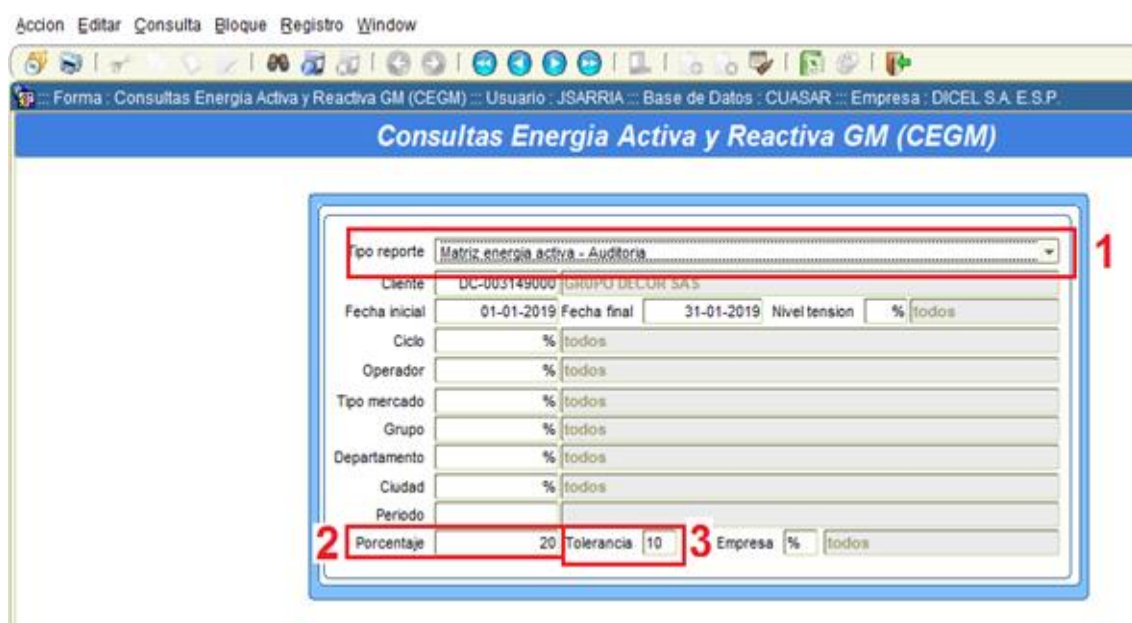 Accion Editar Consulta Bloque Registro Window
::: Forma : Consultas Energia Activa y Reactiva GM (CEGM) ::: Usuario : JSARRIA ::: Base de Datos : CUASAR ::: Empresa : DICEL S.A. E.S.P.
Consultas Energia Activa y Reactiva GM (CEGM)
Tipo reporte Matriz energia activa - Auditoria 1
Cliente DC-003149000 GRUPO DECOR SAS
Fecha inicial 01-01-2019 Fecha final 31-01-2019 Nivel tension % todos
Ciclo % todos
Operador % todos
Tipo mercado % todos
Grupo % todos
Departamento % todos
Ciudad % todos
Periodo
2 Porcentaje 20 Tolerancia 10 3 Empresa % todos